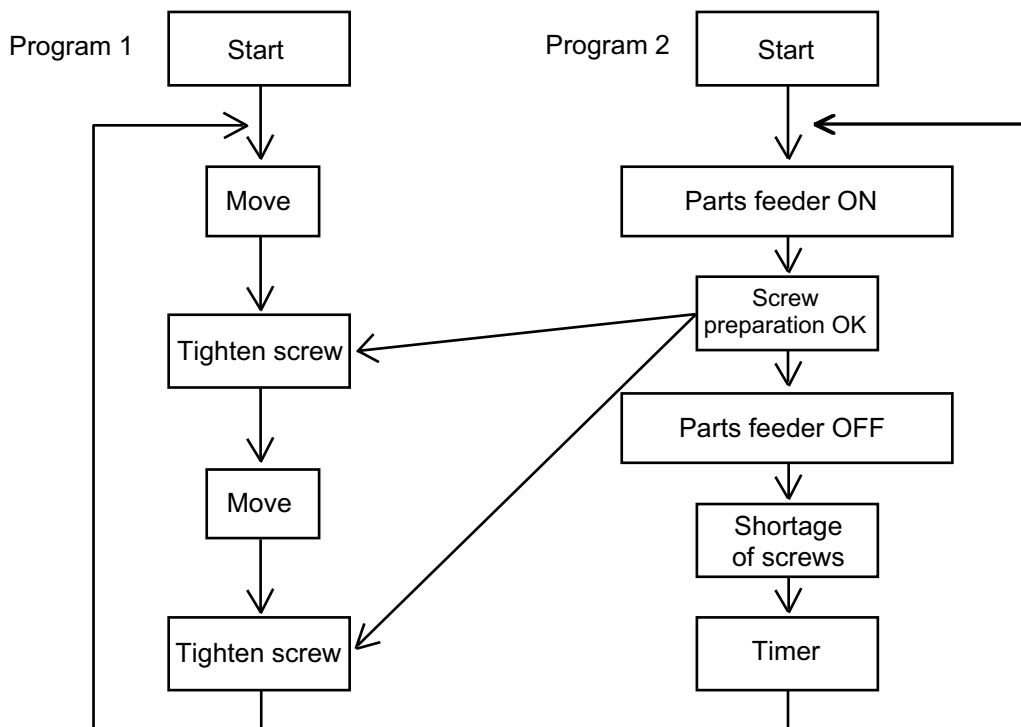 Program 1
Start
Move
Tighten screw
Move
Tighten screw
Program 2
Start
Parts feeder ON
Screw
preparation OK
Parts feeder OFF
Shortage
of screws
Timer